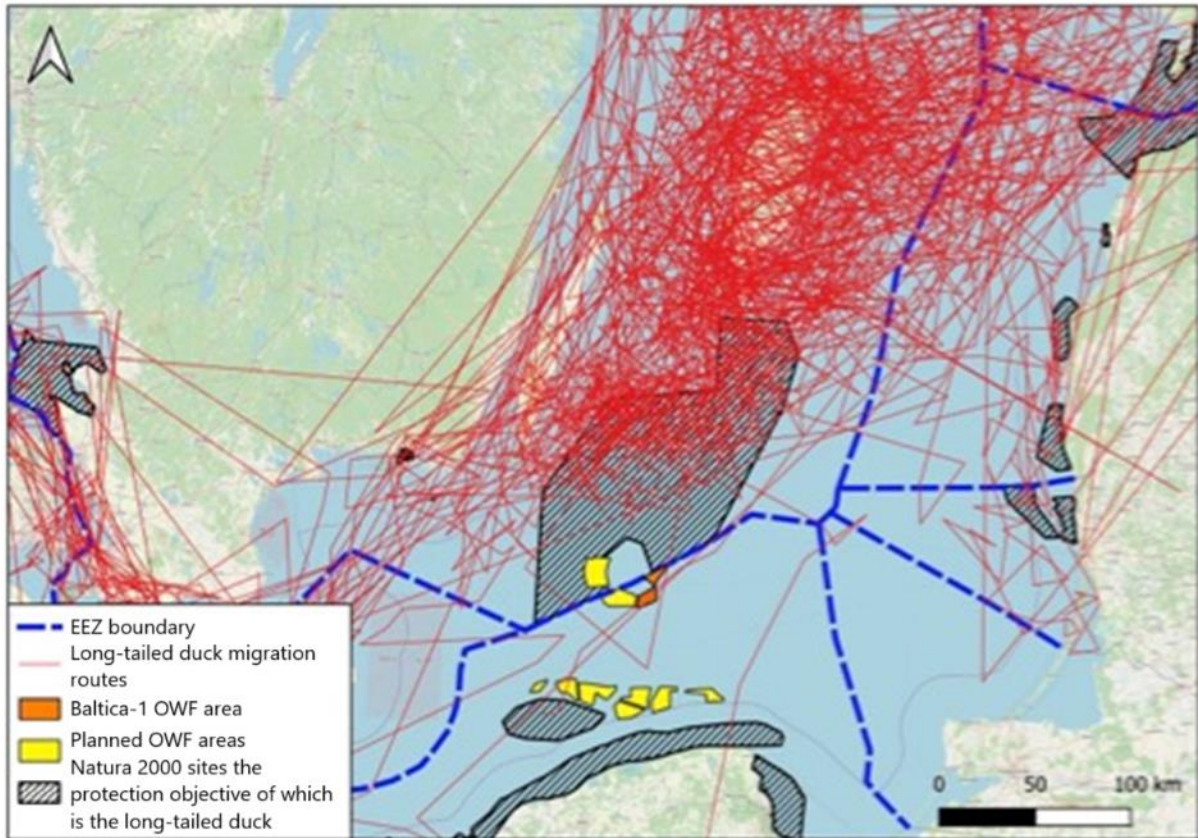 EEZ boundary
Long-tailed duck migration
routes
Baltica-1 OWF area
Planned OWF areas
Natura 2000 sites the
protection objective of which
is the long-tailed duck
0 50 100 km